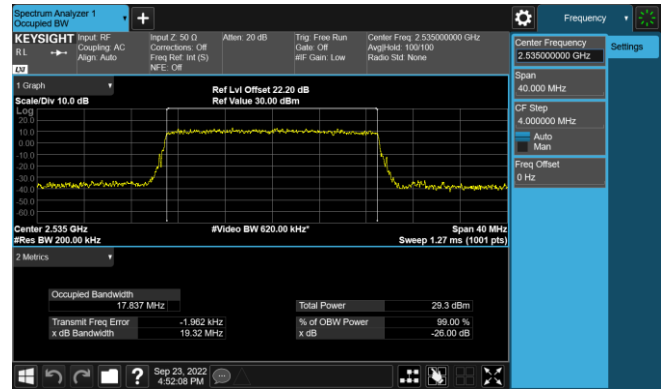 Spectrum Analyzer 1
Occupied BW
Frequency
KEYSIGHT
RL
LXI
Input: RF
Coupling: AC
Align: Auto
Input Z: 50 Ω
Corrections: Off
Freq Ref: Int (S)
NFE: Off
Atten: 20 dB
Trig: Free Run
Gate: Off
#IF Gain: Low
Center Freq: 2.535000000 GHz
Avg|Hold: 100/100
Radio Std: None
Center Frequency
2.535000000 GHz
Settings
Span
40.000 MHz
CF Step
4.000000 MHz
Auto
Man
Freq Offset
0 Hz
1 Graph
Scale/Div 10.0 dB
Ref Lvl Offset 22.20 dB
Ref Value 30.00 dBm
Log
20.0
10.0
0.00
-10.0
-20.0
-30.0
-40.0
-50.0
-60.0
Center 2.535 GHz
#Res BW 200.00 kHz
#Video BW 620.00 kHz*
Span 40 MHz
Sweep 1.27 ms (1001 pts)
2 Metrics
Occupied Bandwidth
17.837 MHz
Total Power 29.3 dBm
Transmit Freq Error -1.962 kHz
% of OBW Power 99.00 %
x dB Bandwidth 19.32 MHz
x dB -26.00 dB
?
Sep 23, 2022
4:52:08 PM